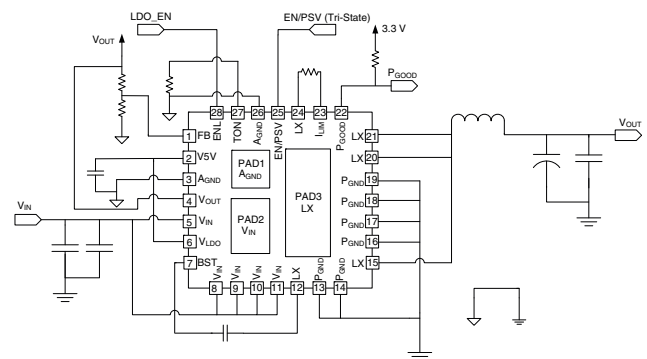 LDO_EN
EN/PSV (Tri-State)
3.3 V
VOUT
PGOOD
28 27 26 25 24 23 22
ENL TON AGND EN/PSV LX ILIM PGOOD
1 FB
2 V5V
3 AGND
4 VOUT
5 VIN
6 VLDO
7 BST
PAD1
AGND
PAD2
VIN
PAD3
LX
LX 21
LX 20
PGND 19
PGND 18
PGND 17
PGND 16
LX 15
VIN VIN VIN VIN LX PGND PGND
8 9 10 11 12 13 14
VIN
VOUT